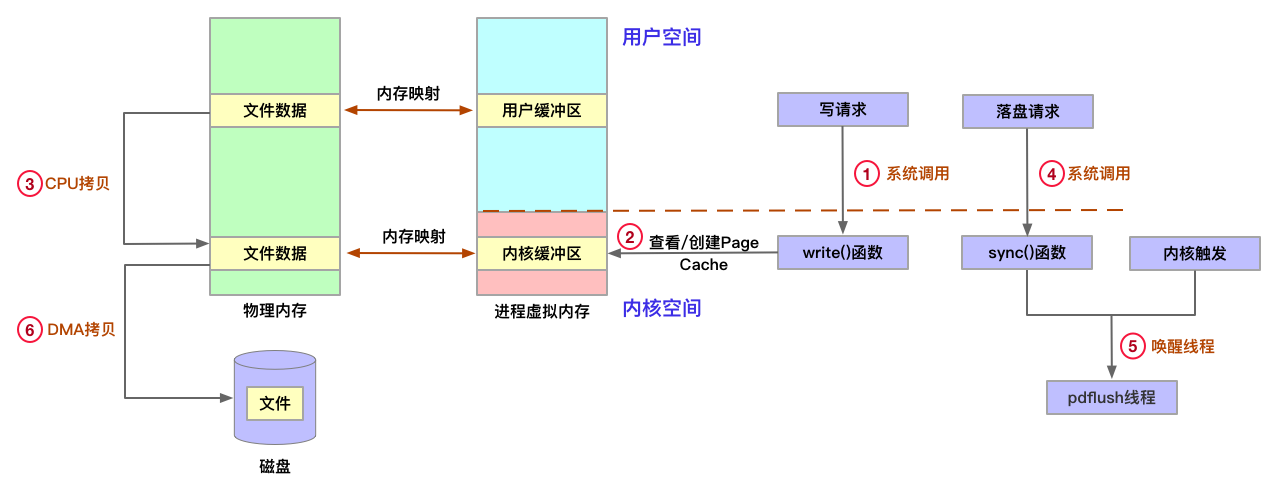 用户空间
内存映射
文件数据
用户缓冲区
写请求
落盘请求
3
CPU拷贝
1
系统调用
4
系统调用
内存映射
2
查看/创建Page
Cache
文件数据
内核缓冲区
write()函数
sync()函数
内核触发
物理内存
进程虚拟内存
内核空间
6
DMA拷贝
5
唤醒线程
pdflush线程
文件
磁盘